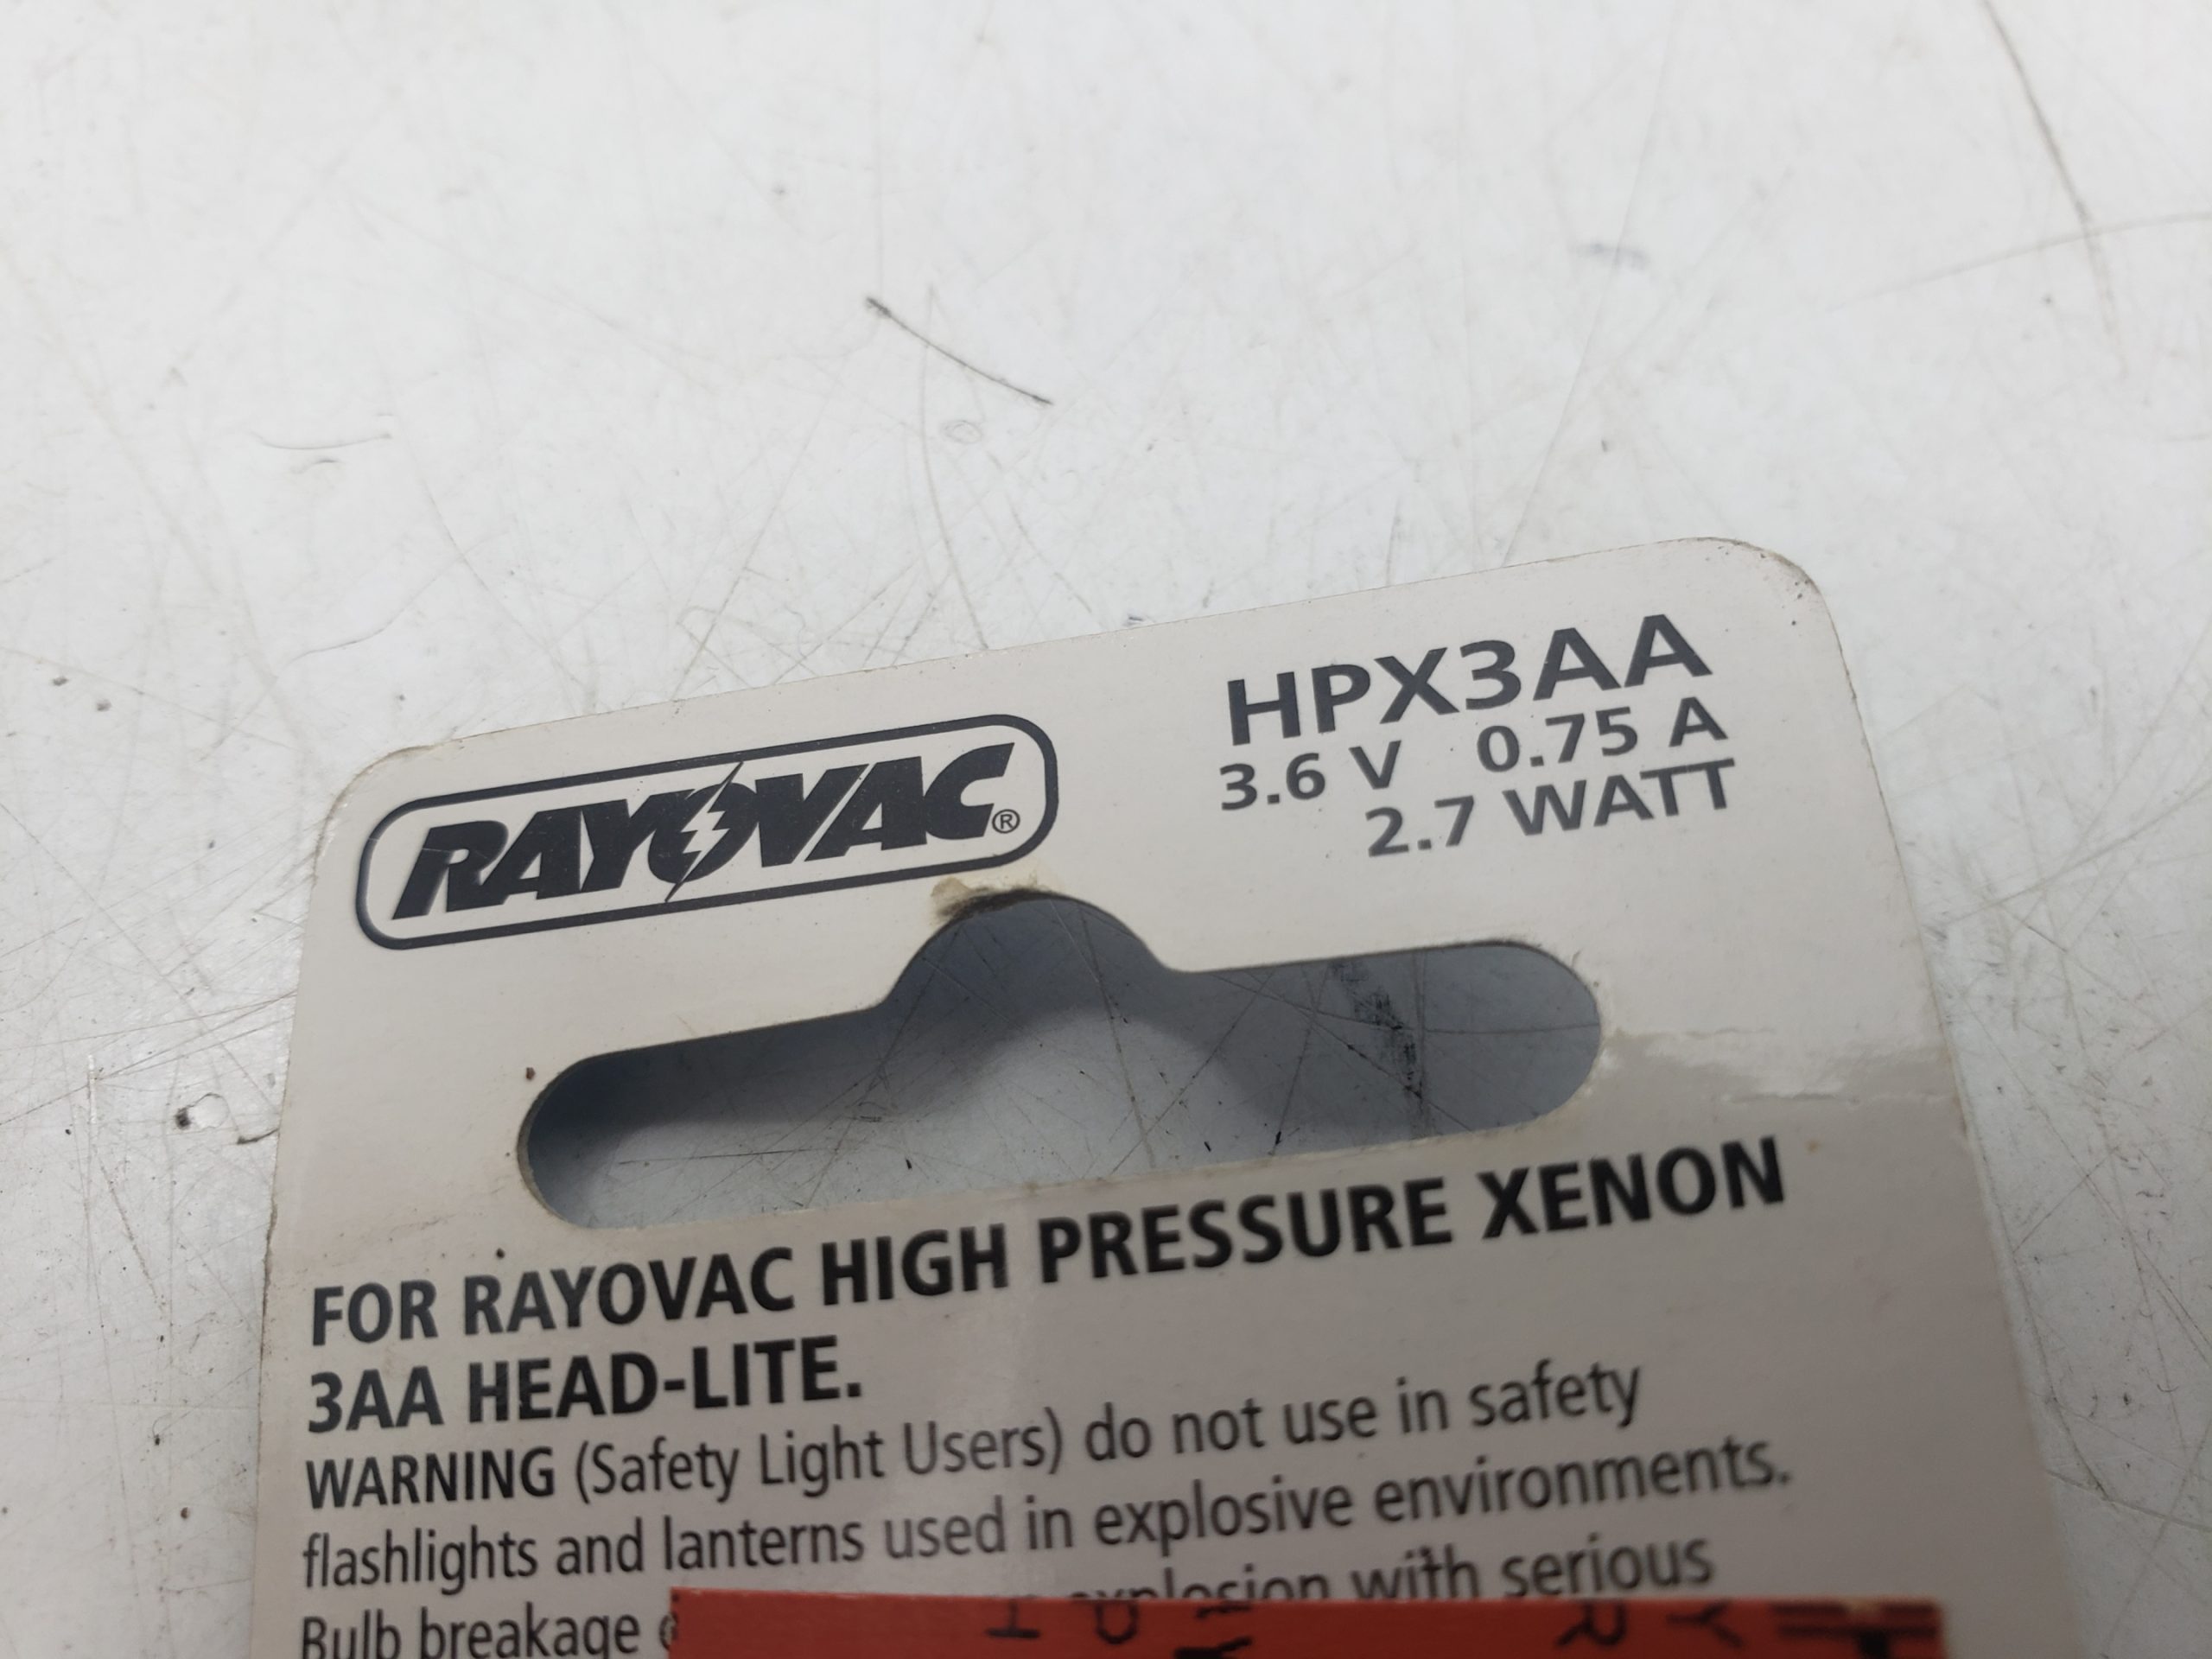 RAYOVAC®
HPX3AA
3.6 V 0.75 A
2.7 WATT
FOR RAYOVAC HIGH PRESSURE XENON
3AA HEAD-LITE.
WARNING (Safety Light Users) do not use in safety
flashlights and lanterns used in explosive environments.
Bulb breakage explosion with serious